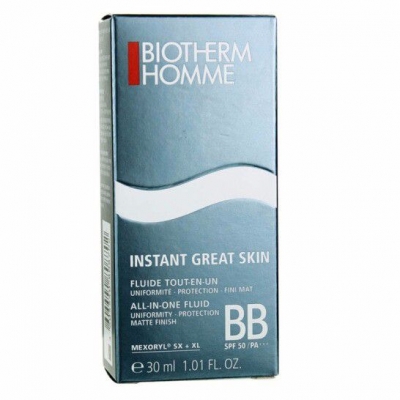 BIOTHERM
HOMME
INSTANT GREAT SKIN
FLUIDE TOUT-EN-UN
UNIFORMITÉ · PROTECTION · FINI MAT
ALL-IN-ONE FLUID
UNIFORMITY · PROTECTION
MATTE FINISH
BB
MEXORYL® SX + XL
SPF 50/PA+++
e 30 ml 1.01 FL. OZ.